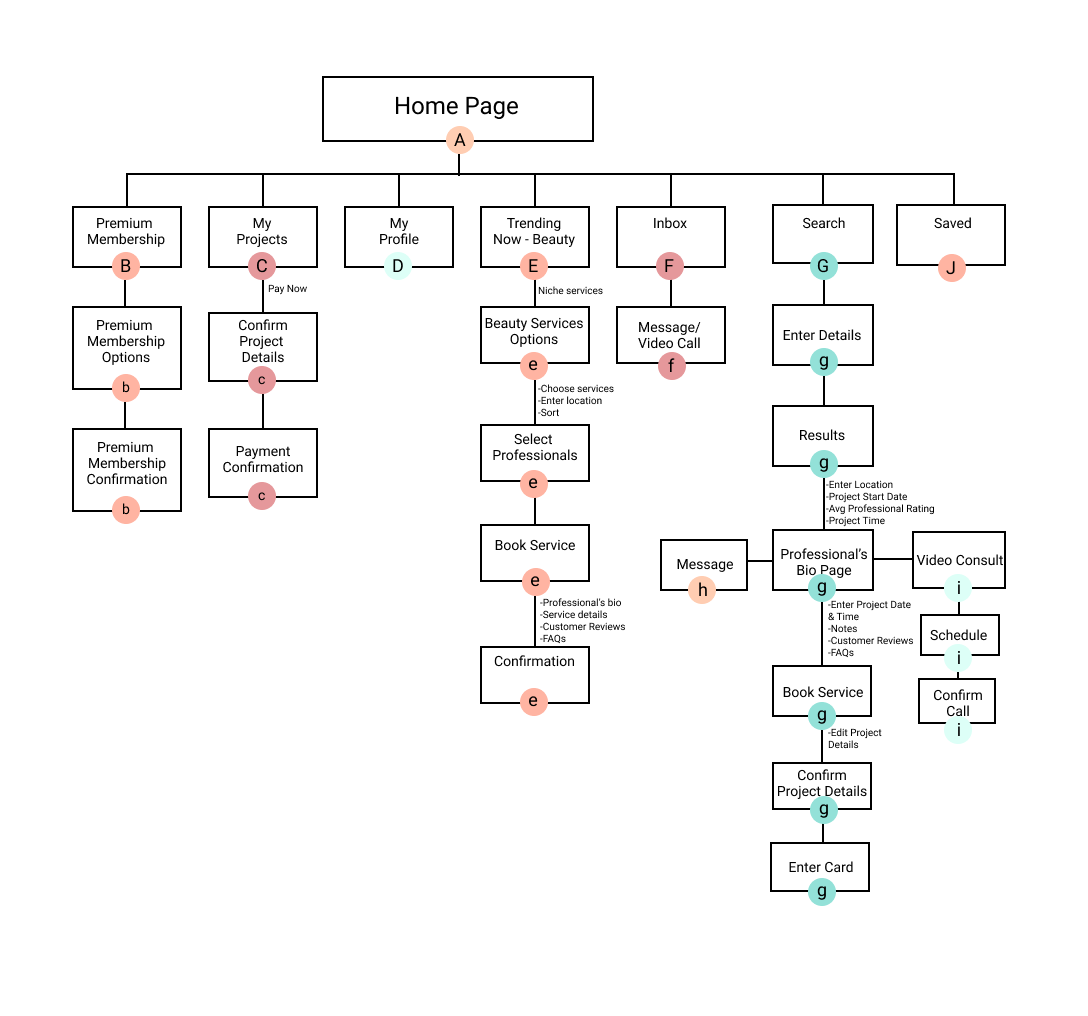 Home Page
A
Premium
Membership
B
My
Projects
C
My
Profile
D
Trending
Now - Beauty
E
Inbox
F
Search
G
Saved
J
Pay Now
Niche services
Premium
Membership
Options
b
Confirm
Project
Details
c
Beauty Services
Options
e
Message/
Video Call
f
Enter Details
g
-Choose services
-Enter location
-Sort
Premium
Membership
Confirmation
b
Payment
Confirmation
c
Select
Professionals
e
Results
g
-Enter Location
-Project Start Date
-Avg Professional Rating
-Project Time
Book Service
e
-Professional's bio
-Service details
-Customer Reviews
-FAQs
Confirmation
e
Message
h
Professional's
Bio Page
g
Video Consult
i
-Enter Project Date
& Time
-Notes
-Customer Reviews
-FAQs
Schedule
i
Book Service
g
Confirm
Call
i
-Edit Project
Details
Confirm
Project Details
g
Enter Card
g